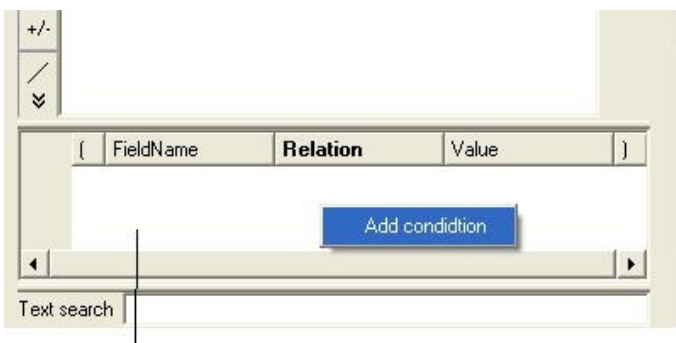 +/-
( FieldName Relation Value )
Add condidtion
Text search